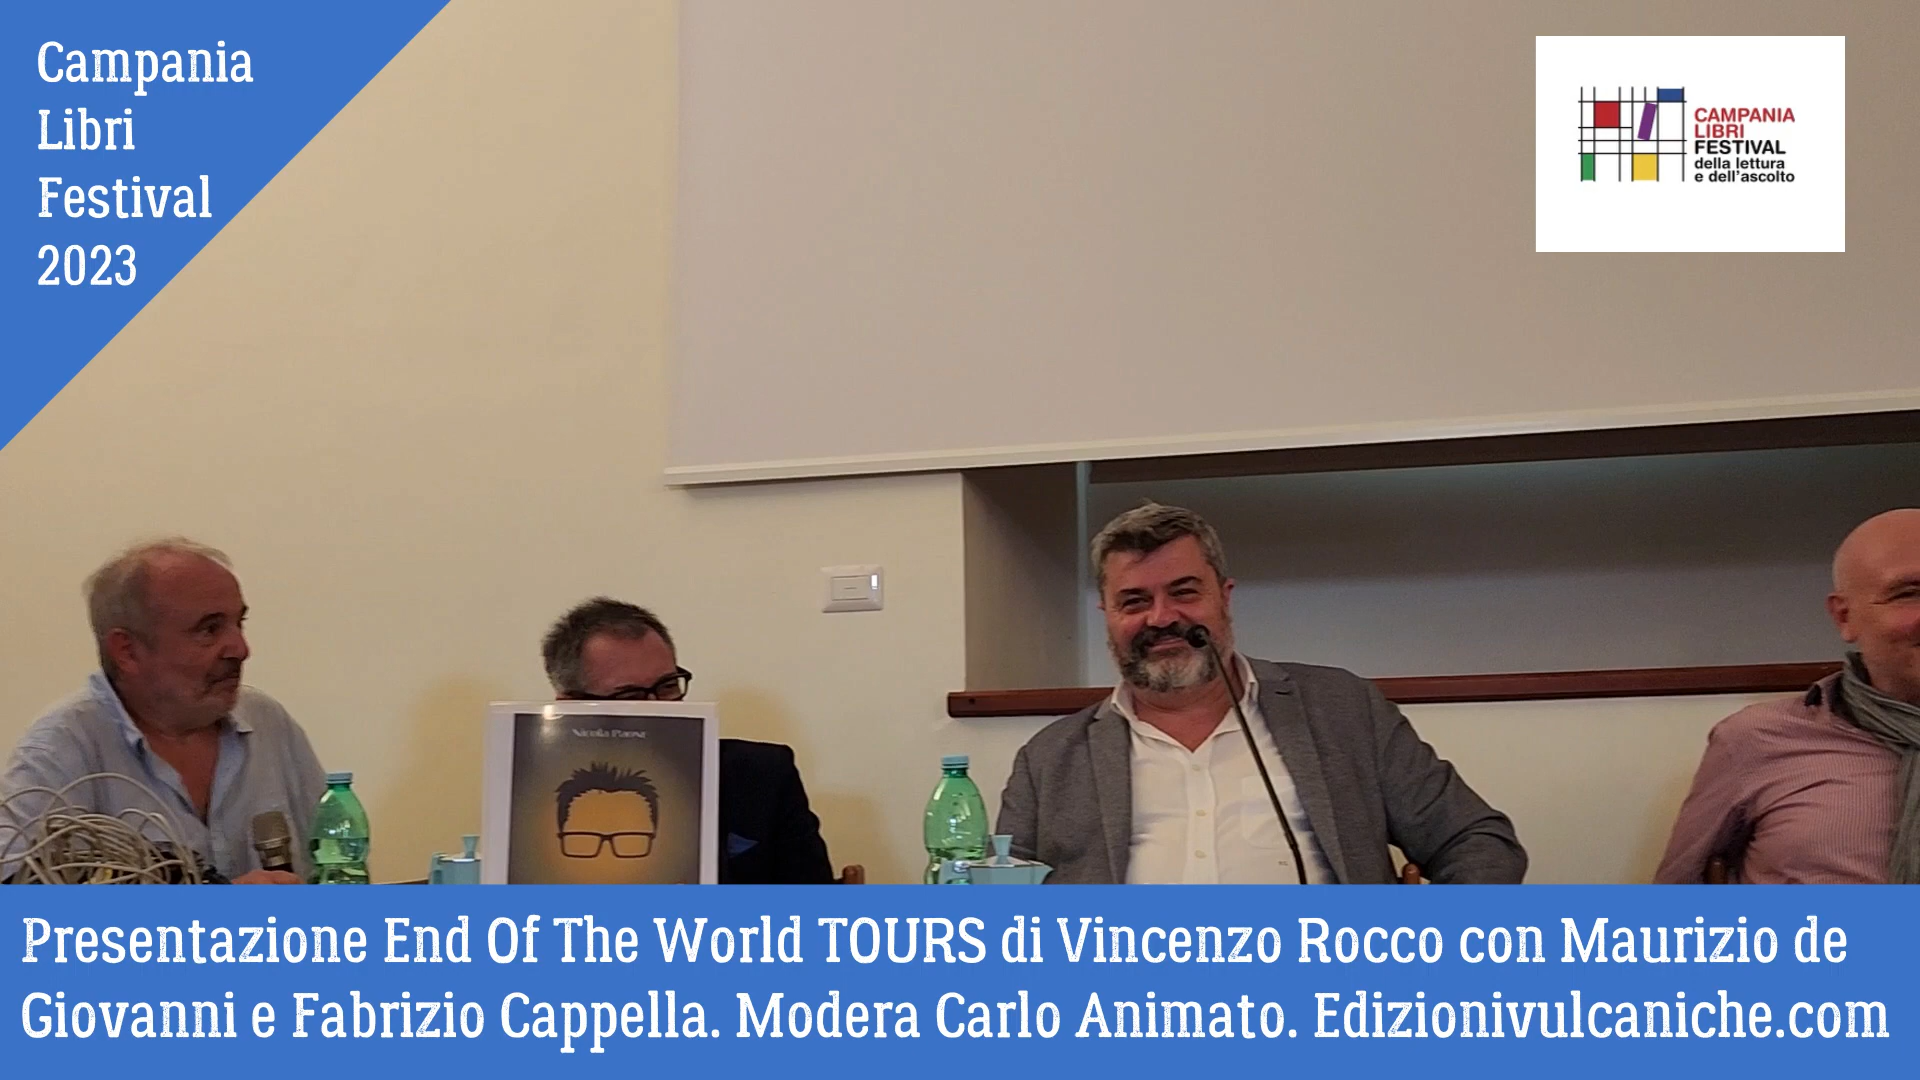 Campania
Libri
Festival
2023
CAMPANIA
LIBRI
FESTIVAL
della lettura
e dell'ascolto
Nicola
Presentazione End Of The World TOURS di Vincenzo Rocco con Maurizio de
Giovanni e Fabrizio Cappella. Modera Carlo Animato. Edizionivulcaniche.com